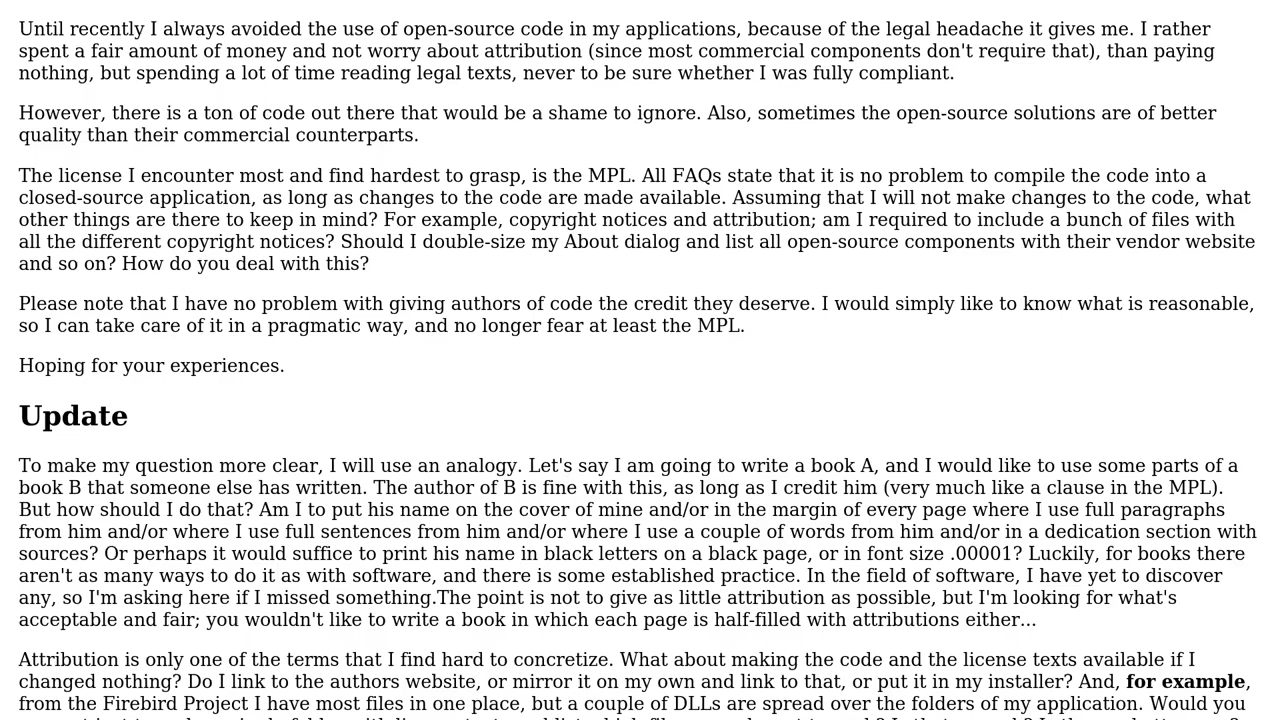 Until recently I always avoided the use of open-source code in my applications, because of the legal headache it gives me. I rather
spent a fair amount of money and not worry about attribution (since most commercial components don't require that), than paying
nothing, but spending a lot of time reading legal texts, never to be sure whether I was fully compliant.
However, there is a ton of code out there that would be a shame to ignore. Also, sometimes the open-source solutions are of better
quality than their commercial counterparts.
The license I encounter most and find hardest to grasp, is the MPL. All FAQs state that it is no problem to compile the code into a
closed-source application, as long as changes to the code are made available. Assuming that I will not make changes to the code, what
other things are there to keep in mind? For example, copyright notices and attribution; am I required to include a bunch of files with
all the different copyright notices? Should I double-size my About dialog and list all open-source components with their vendor website
and so on? How do you deal with this?
Please note that I have no problem with giving authors of code the credit they deserve. I would simply like to know what is reasonable,
so I can take care of it in a pragmatic way, and no longer fear at least the MPL.
Hoping for your experiences.
Update
To make my question more clear, I will use an analogy. Let's say I am going to write a book A, and I would like to use some parts of a
book B that someone else has written. The author of B is fine with this, as long as I credit him (very much like a clause in the MPL).
But how should I do that? Am I to put his name on the cover of mine and/or in the margin of every page where I use full paragraphs
from him and/or where I use full sentences from him and/or where I use a couple of words from him and/or in a dedication section with
sources? Or perhaps it would suffice to print his name in black letters on a black page, or in font size .00001? Luckily, for books there
aren't as many ways to do it as with software, and there is some established practice. In the field of software, I have yet to discover
any, so I'm asking here if I missed something.The point is not to give as little attribution as possible, but I'm looking for what's
acceptable and fair; you wouldn't like to write a book in which each page is half-filled with attributions either...
Attribution is only one of the terms that I find hard to concretize. What about making the code and the license texts available if I
changed nothing? Do I link to the authors website, or mirror it on my own and link to that, or put it in my installer? And, for example,
from the Firebird Project I have most files in one place, but a couple of DLLs are spread over the folders of my application. Would you